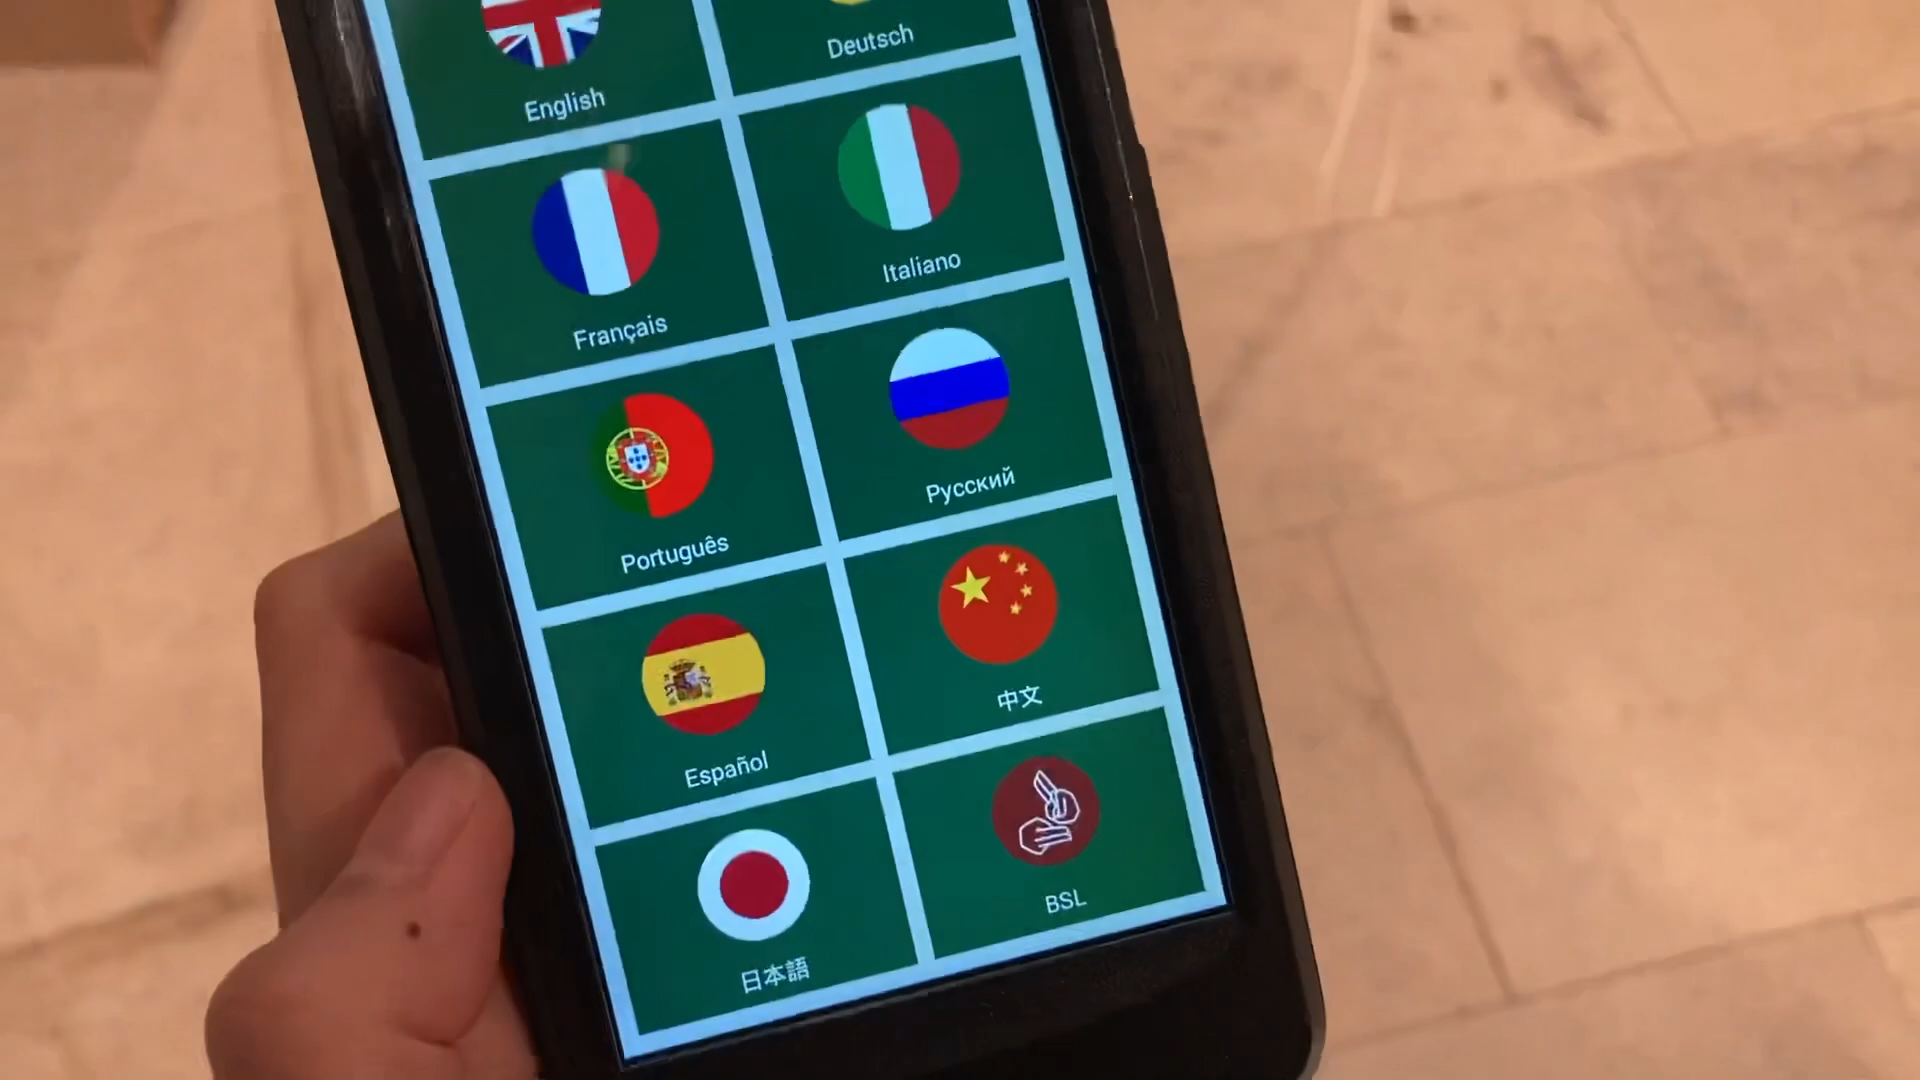 English
Deutsch
Français
Italiano
Português
Русский
Español
中文
日本語
BSL